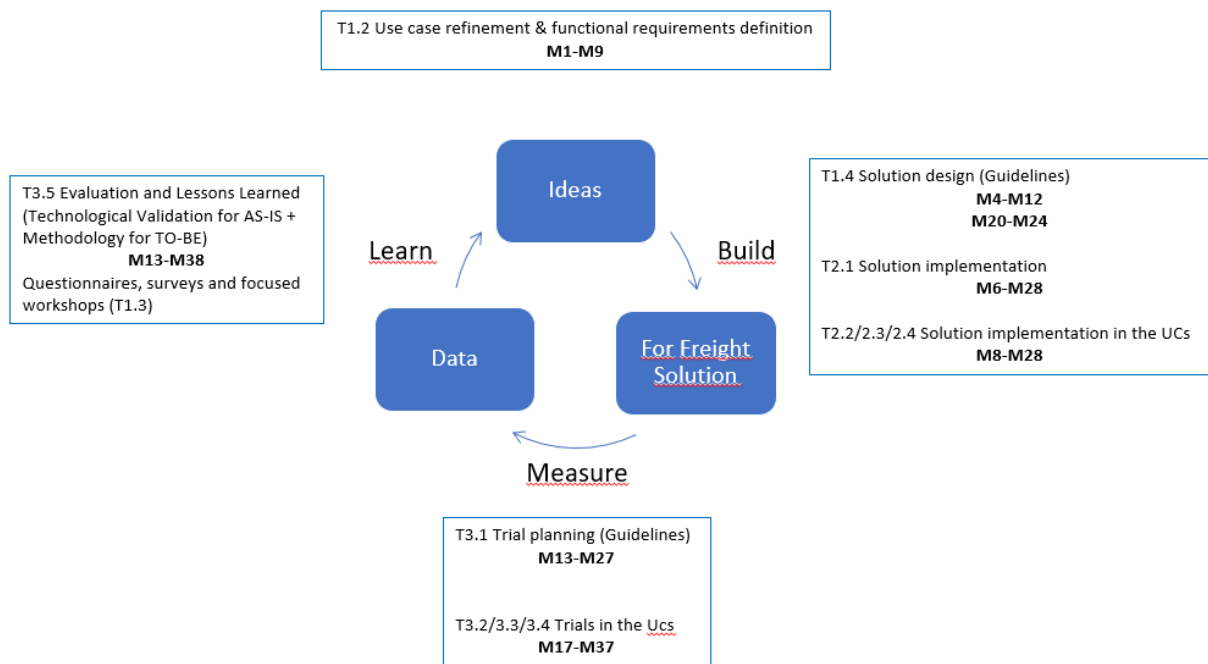 T1.2 Use case refinement & functional requirements definition
M1-M9
Ideas
T3.5 Evaluation and Lessons Learned
(Technological Validation for AS-IS +
Methodology for TO-BE)
M13-M38
Questionnaires, surveys and focused
workshops (T1.3)
Learn
Build
T1.4 Solution design (Guidelines)
M4-M12
M20-M24
T2.1 Solution implementation
M6-M28
T2.2/2.3/2.4 Solution implementation in the UCs
M8-M28
Data
For Freight
Solution
Measure
T3.1 Trial planning (Guidelines)
M13-M27
T3.2/3.3/3.4 Trials in the Ucs
M17-M37